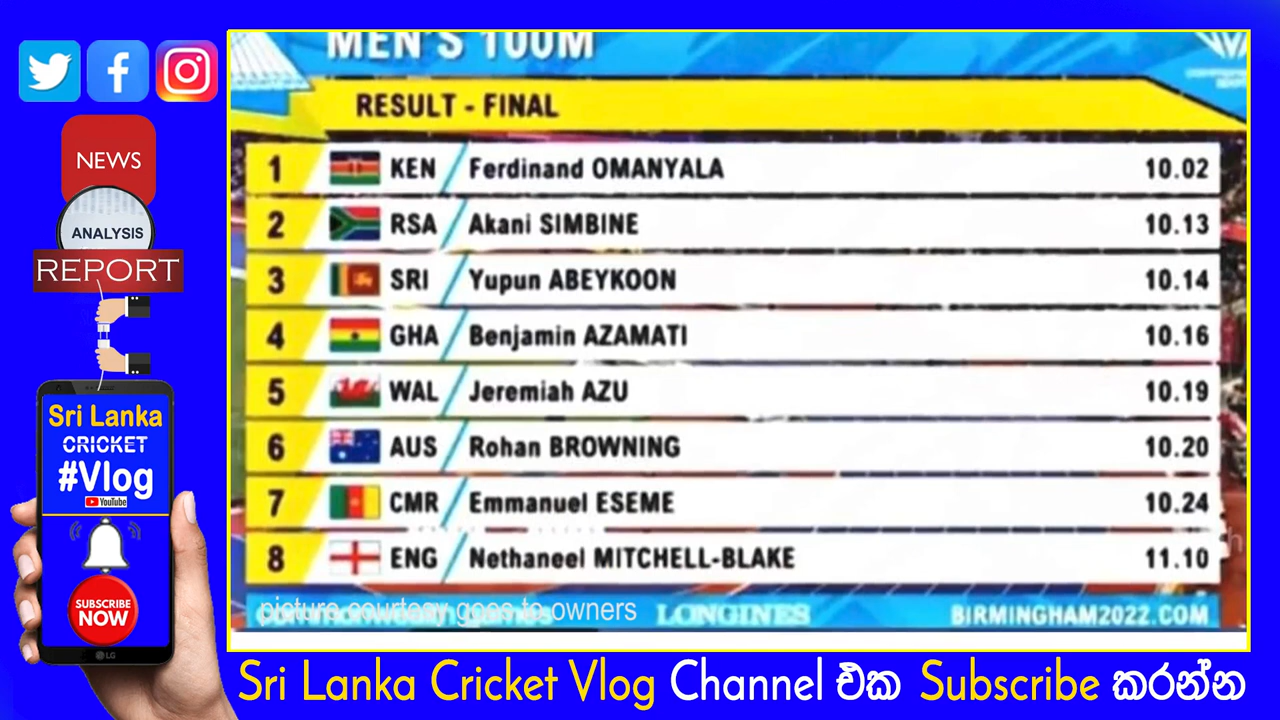 MEN'S 100M
RESULT - FINAL
1 KEN Ferdinand OMANYALA 10.02
2 RSA Akani SIMBINE 10.13
3 SRI Yupun ABEYKOON 10.14
4 GHA Benjamin AZAMATI 10.16
5 WAL Jeremiah AZU 10.19
6 AUS Rohan BROWNING 10.20
7 CMR Emmanuel ESEME 10.24
8 ENG Nethaneel MITCHELL-BLAKE 11.10
picture courtesy goes to owners
LONGINES
BIRMINGHAM2022.COM
NEWS
ANALYSIS
REPORT
Sri Lanka
CRICKET
#Vlog
YouTube
SUBSCRIBE
NOW
LG
Sri Lanka Cricket Vlog Channel එක Subscribe කරන්න